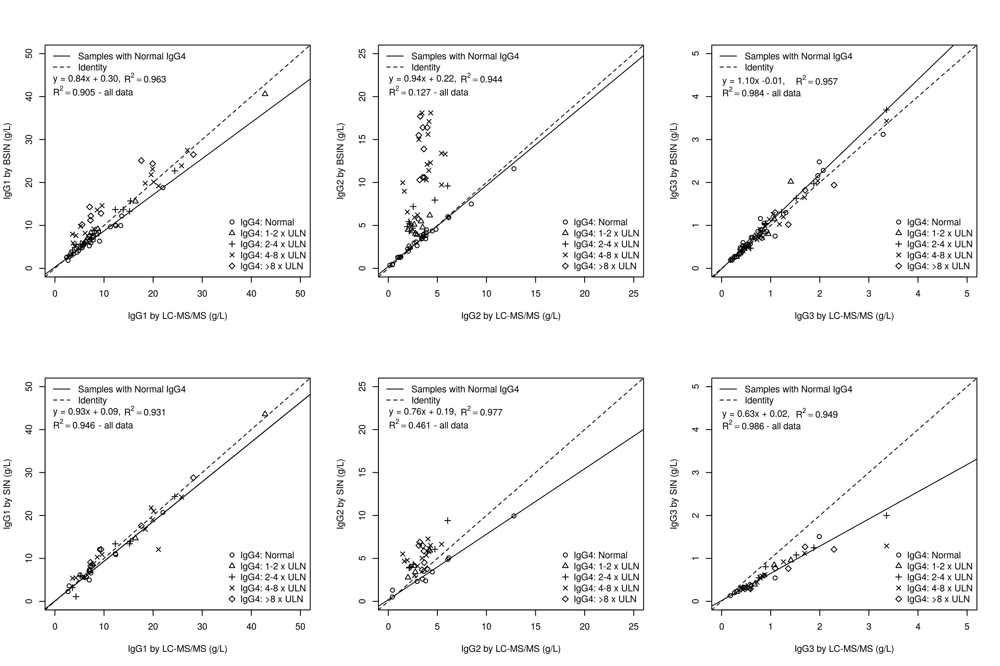 Samples with Normal IgG4
Identity
y = 0.84x + 0.30, R2 = 0.963
R2 = 0.905 - all data
IgG4: Normal
IgG4: 1-2 x ULN
IgG4: 2-4 x ULN
IgG4: 4-8 x ULN
IgG4: >8 x ULN
0 10 20 30 40 50
0 10 20 30 40 50
IgG1 by BSIN (g/L)
IgG1 by LC-MS/MS (g/L)
Samples with Normal IgG4
Identity
y = 0.94x + 0.22, R2 = 0.944
R2 = 0.127 - all data
IgG4: Normal
IgG4: 1-2 x ULN
IgG4: 2-4 x ULN
IgG4: 4-8 x ULN
IgG4: >8 x ULN
0 5 10 15 20 25
0 5 10 15 20 25
IgG2 by BSIN (g/L)
IgG2 by LC-MS/MS (g/L)
Samples with Normal IgG4
Identity
y = 1.10x -0.01, R2 = 0.957
R2 = 0.984 - all data
IgG4: Normal
IgG4: 1-2 x ULN
IgG4: 2-4 x ULN
IgG4: 4-8 x ULN
IgG4: >8 x ULN
0 1 2 3 4 5
0 1 2 3 4 5
IgG3 by BSIN (g/L)
IgG3 by LC-MS/MS (g/L)
Samples with Normal IgG4
Identity
y = 0.93x + 0.09, R2 = 0.931
R2 = 0.946 - all data
IgG4: Normal
IgG4: 1-2 x ULN
IgG4: 2-4 x ULN
IgG4: 4-8 x ULN
IgG4: >8 x ULN
0 10 20 30 40 50
0 10 20 30 40 50
IgG1 by SIN (g/L)
IgG1 by LC-MS/MS (g/L)
Samples with Normal IgG4
Identity
y = 0.76x + 0.19, R2 = 0.977
R2 = 0.461 - all data
IgG4: Normal
IgG4: 1-2 x ULN
IgG4: 2-4 x ULN
IgG4: 4-8 x ULN
IgG4: >8 x ULN
0 5 10 15 20 25
0 5 10 15 20 25
IgG2 by SIN (g/L)
IgG2 by LC-MS/MS (g/L)
Samples with Normal IgG4
Identity
y = 0.63x + 0.02, R2 = 0.949
R2 = 0.986 - all data
IgG4: Normal
IgG4: 1-2 x ULN
IgG4: 2-4 x ULN
IgG4: 4-8 x ULN
IgG4: >8 x ULN
0 1 2 3 4 5
0 1 2 3 4 5
IgG3 by SIN (g/L)
IgG3 by LC-MS/MS (g/L)